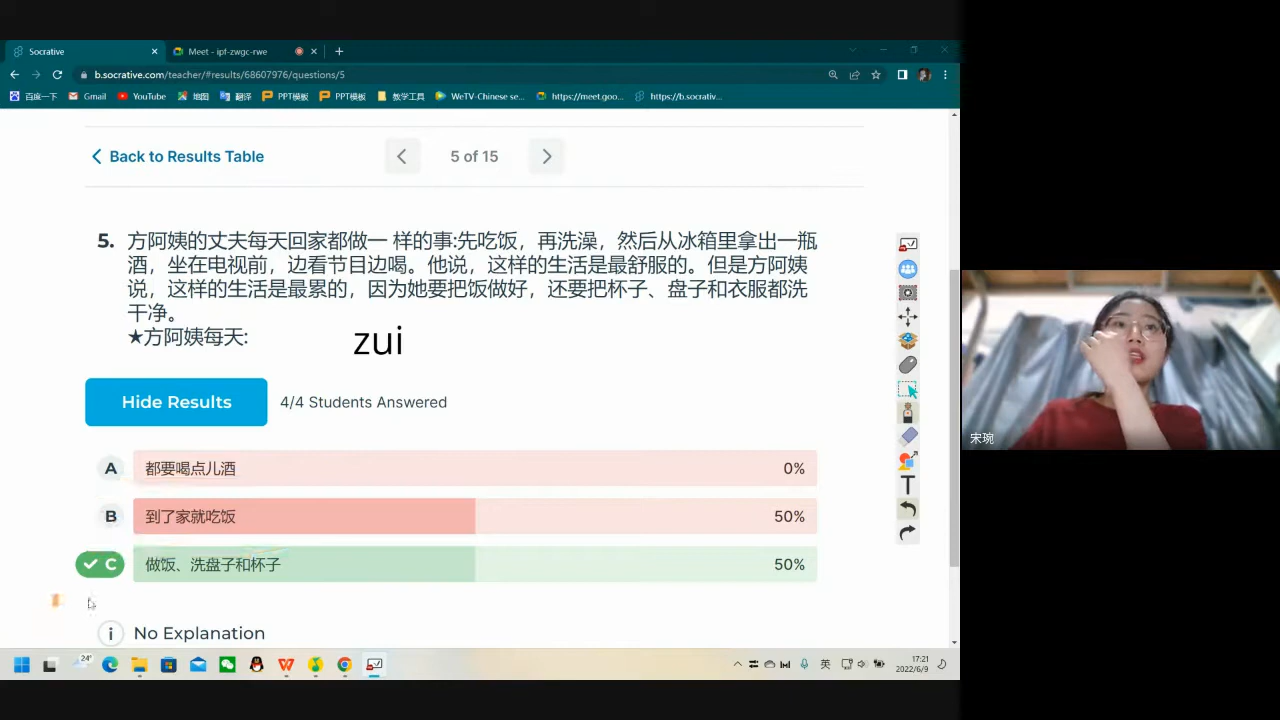 Socrative
Meet - ipf-zwgc-rwe
b.socrative.com/teacher/#results/68607976/questions/5
百度一下 Gmail YouTube 地图 翻译 PPT模板 PPT模板 教学工具 WeTV-Chinese se... https://meet.goo... https://b.socrativ...
Back to Results Table
5 of 15
5. 方阿姨的丈夫每天回家都做一 样的事:先吃饭，再洗澡，然后从冰箱里拿出一瓶
酒，坐在电视前，边看节目边喝。他说，这样的生活是最舒服的。但是方阿姨
说，这样的生活是最累的，因为她要把饭做好，还要把杯子、盘子和衣服都洗
干净。
★方阿姨每天:
zui
Hide Results 4/4 Students Answered
A 都要喝点儿酒 0%
B 到了家就吃饭 50%
C 做饭、洗盘子和杯子 50%
i No Explanation
宋琬
T
24°
英
17:21
2022/6/9